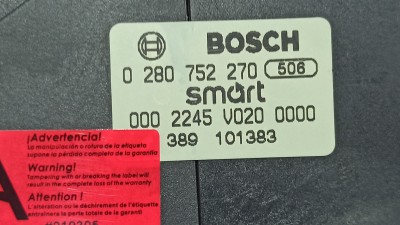 BOSCH
0 280 752 270 506
smart
000 2245 V020 0000
389 101383
¡Advertencia!
La manipulación o rotura de la etiqueta
supone la pérdida completa de la garantía
Warning!
Tampering with or breaking the label will
result in the complete loss of the warranty
Attention !
L'altération ou le déchirement de l'étiquette
entraînera la perte totale de la garantie